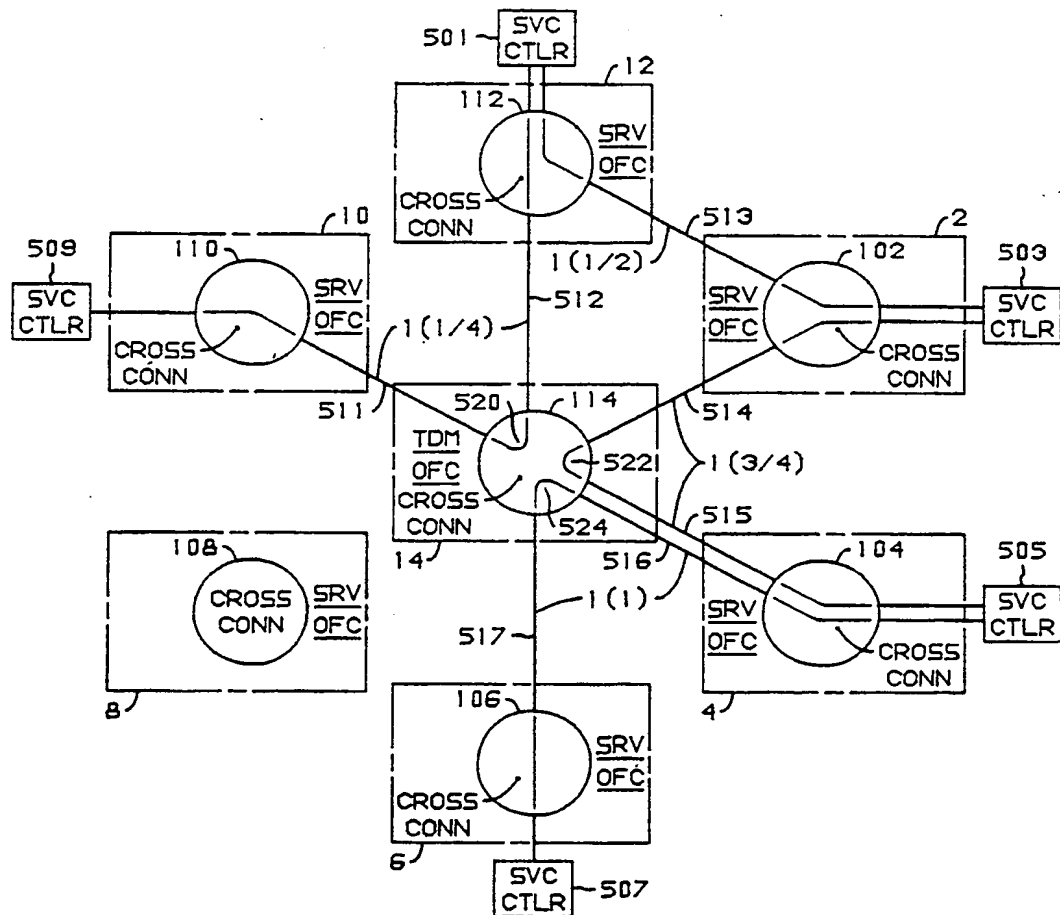 501
SVC
CTLR
12
112
SRV
OFC
CROSS
CONN
10
513
2
509
110
1(1/2)
102
503
SVC
CTLR
SRV
OFC
512
SRV
OFC
SVC
CTLR
1(1/4)
CROSS
CONN
CROSS
CONN
511
520
114
514
TDM
OFC
522
1(3/4)
CROSS
CONN
515
524
108
14
516
104
505
CROSS
CONN
SRV
OFC
1(1)
SRV
OFC
SVC
CTLR
517
CROSS
CONN
8
106
4
SRV
OFC
CROSS
CONN
6
SVC
CTLR
507